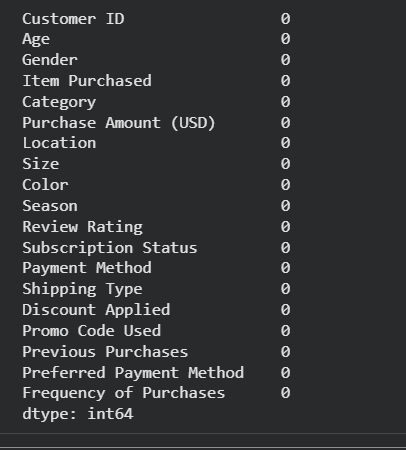 Customer ID 0
Age 0
Gender 0
Item Purchased 0
Category 0
Purchase Amount (USD) 0
Location 0
Size 0
Color 0
Season 0
Review Rating 0
Subscription Status 0
Payment Method 0
Shipping Type 0
Discount Applied 0
Promo Code Used 0
Previous Purchases 0
Preferred Payment Method 0
Frequency of Purchases 0
dtype: int64